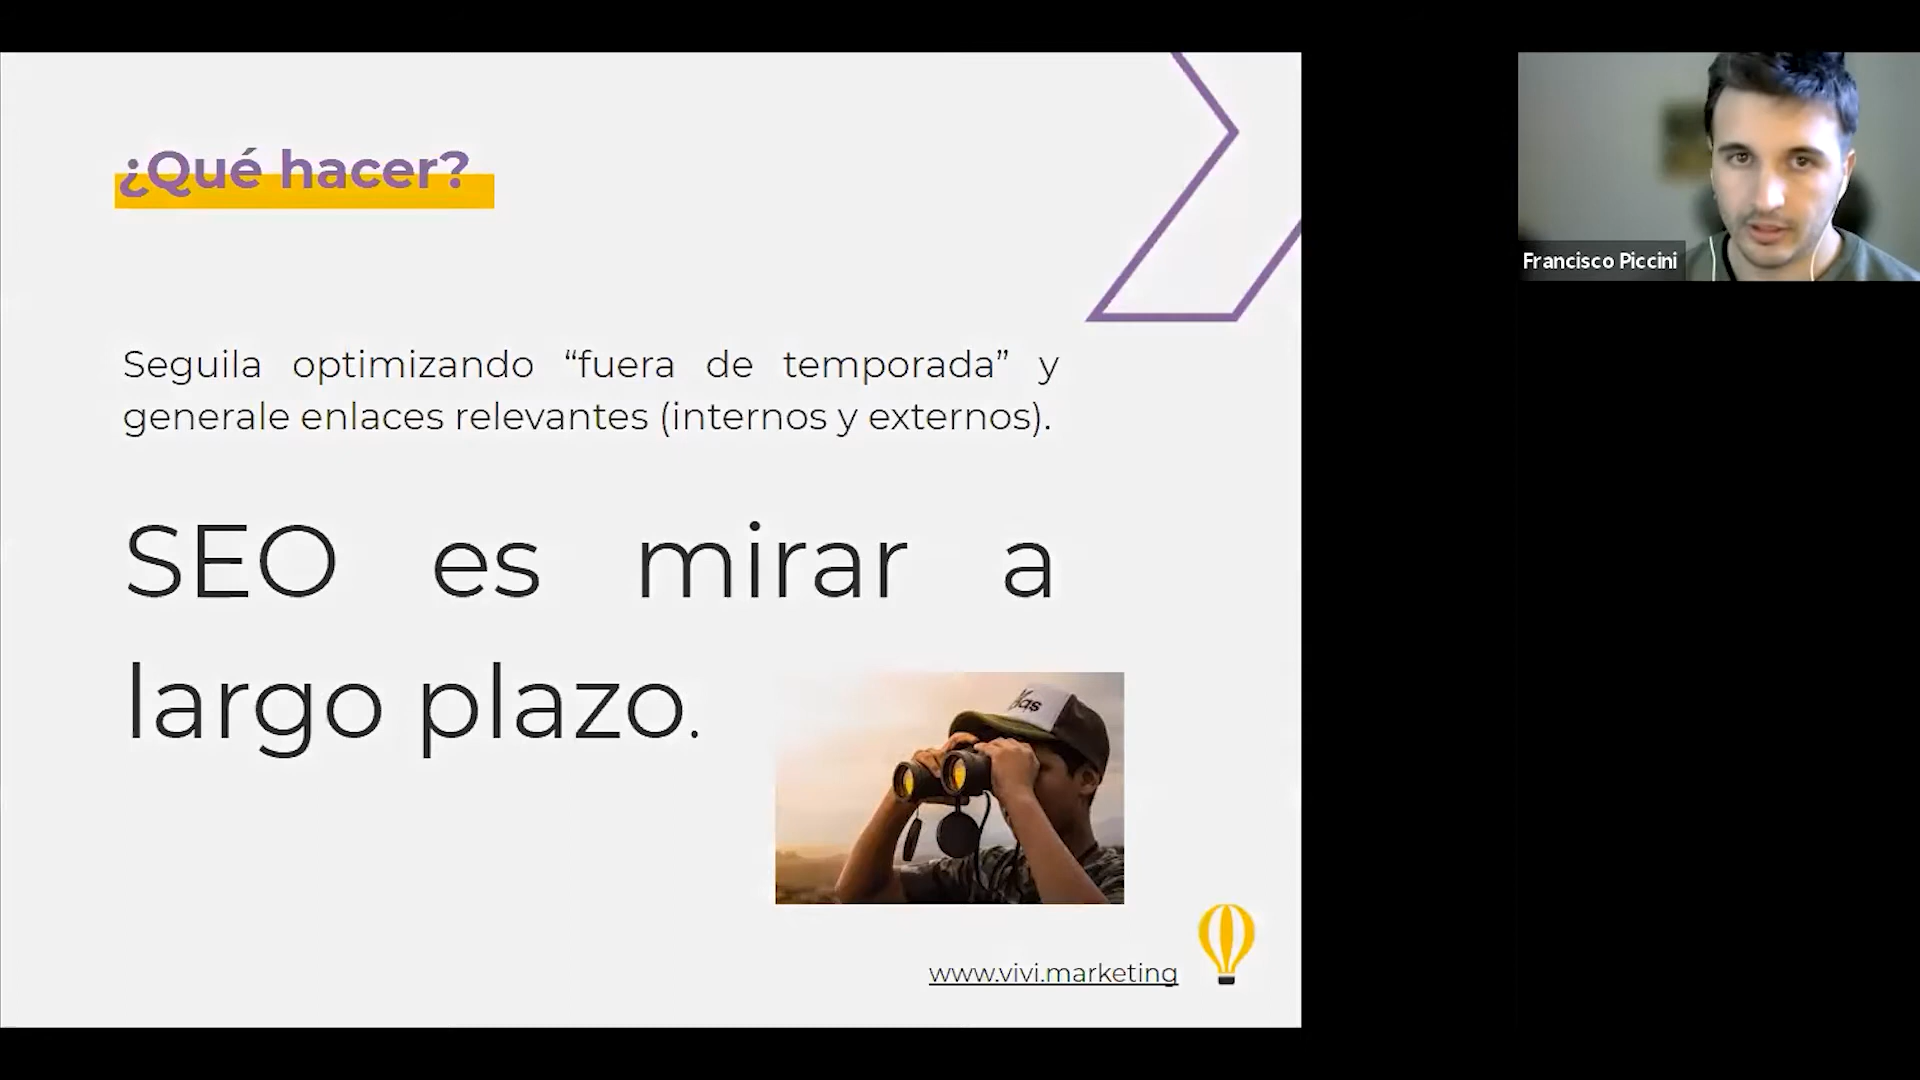 ¿Qué hacer?
Seguila optimizando “fuera de temporada” y
generale enlaces relevantes (internos y externos).
SEO es mirar a
largo plazo.
www.vivi.marketing
Francisco Piccini